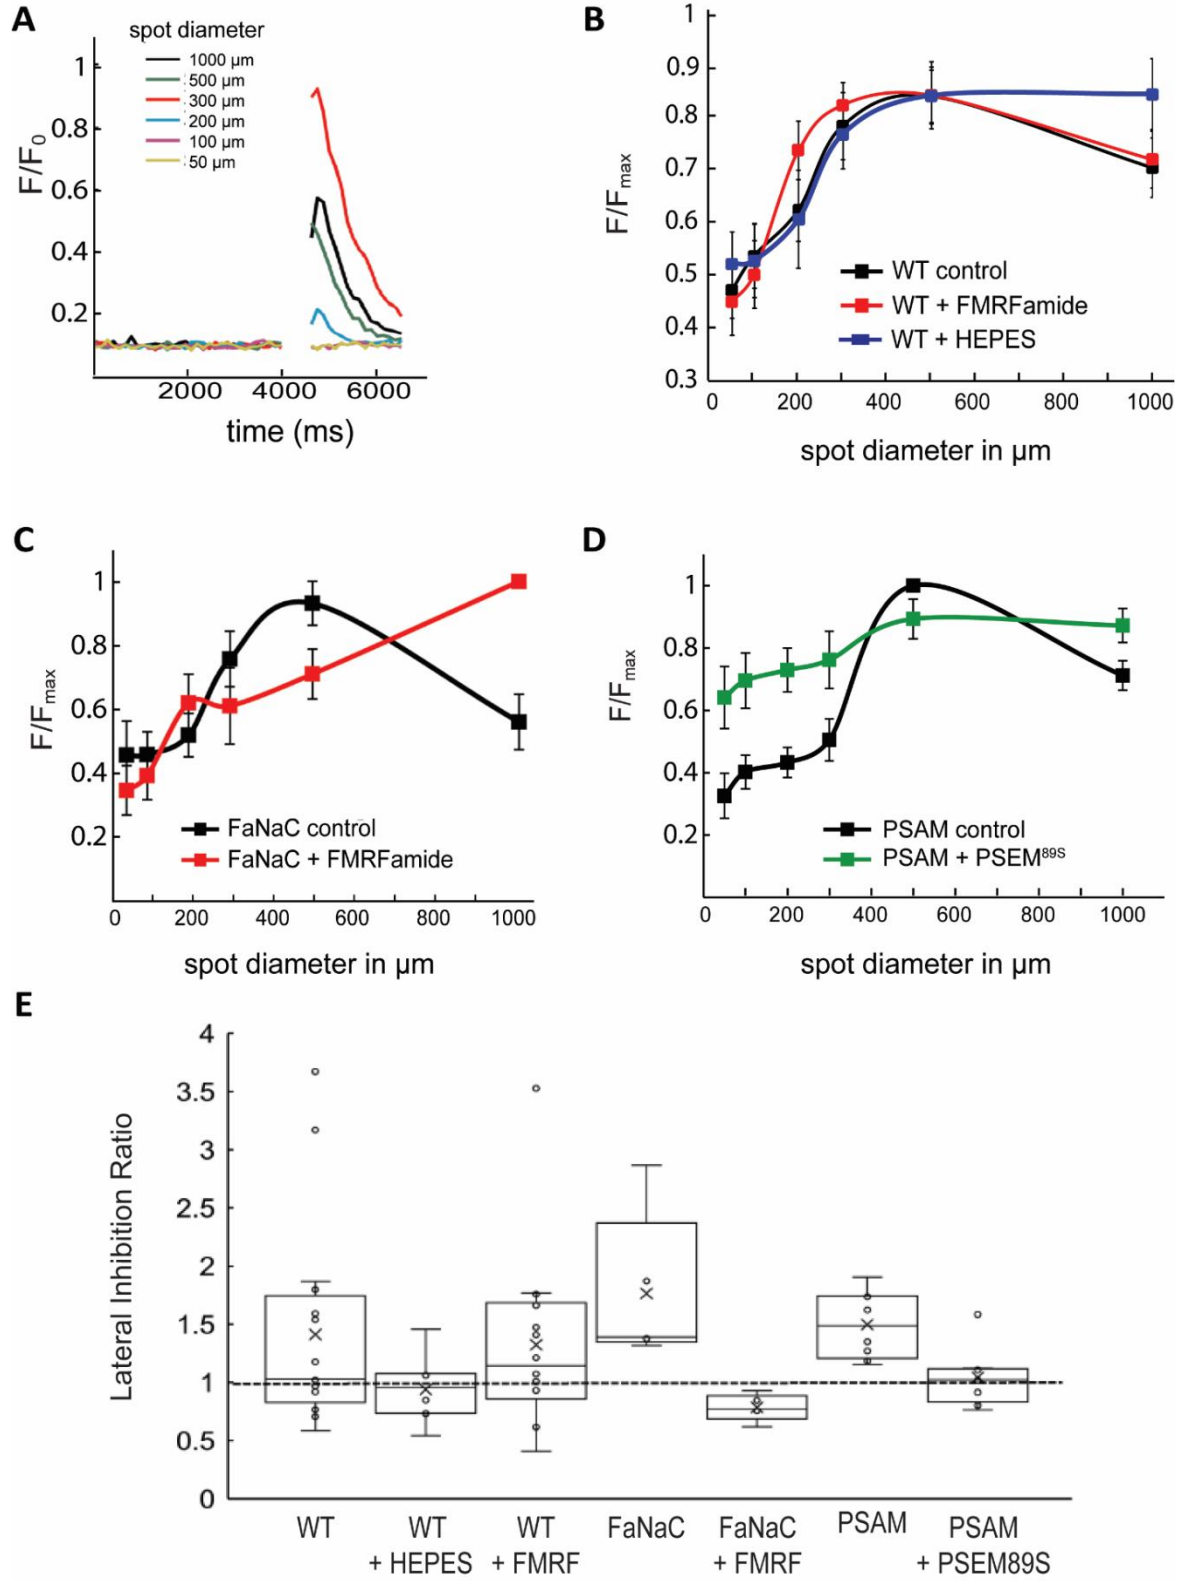 A
spot diameter
1000 µm
500 µm
300 µm
200 µm
100 µm
50 µm
1
0.8
0.6
0.4
0.2
F/F0
2000 4000 6000
time (ms)
B
1
0.9
0.8
0.7
0.6
0.5
0.4
0.3
F/Fmax
WT control
WT + FMRFamide
WT + HEPES
0 200 400 600 800 1000
spot diameter in µm
C
1
0.8
0.6
0.4
0.2
F/Fmax
FaNaC control
FaNaC + FMRFamide
0 200 400 600 800 1000
spot diameter in µm
D
1
0.8
0.6
0.4
0.2
F/Fmax
PSAM control
PSAM + PSEM89S
0 200 400 600 800 1000
spot diameter in µm
E
4
3.5
3
2.5
2
1.5
1
0.5
0
Lateral Inhibition Ratio
WT
WT
+ HEPES
WT
+ FMRF
FaNaC
FaNaC
+ FMRF
PSAM
PSAM
+ PSEM89S